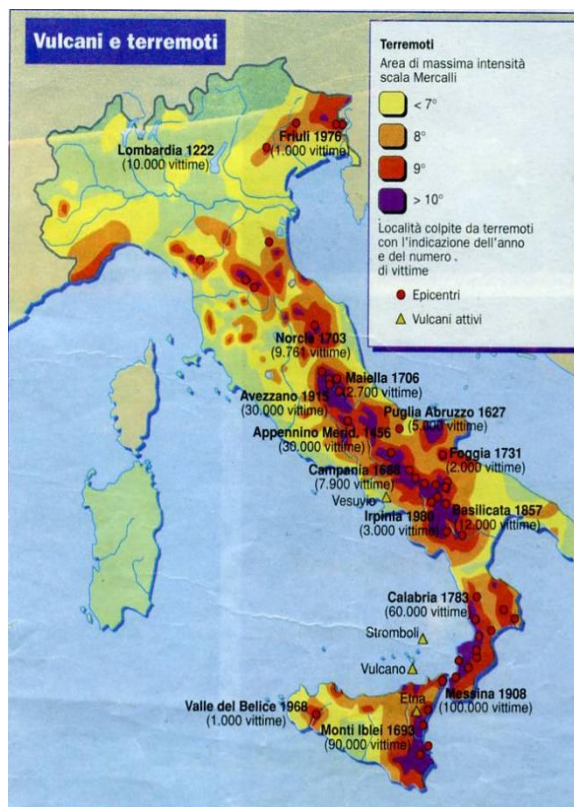 Vulcani e terremoti
Terremoti
Area di massima intensità
scala Mercalli
< 7°
8°
9°
> 10°
Località colpite da terremoti
con l'indicazione dell'anno
e del numero
di vittime
Epicentri
Vulcani attivi
Lombardia 1222
(10.000 vittime)
Friuli 1976
(1.000 vittime)
Norcia 1703
(9.761 vittime)
Maiella 1706
(2.700 vittime)
Avezzano 1915
(30.000 vittime)
Puglia Abruzzo 1627
(5.000 vittime)
Appennino Merid. 1456
(30.000 vittime)
Foggia 1731
(2.000 vittime)
Campania 1688
(7.900 vittime)
Vesuvio
Basilicata 1857
(12.000 vittime)
Irpinia 1980
(3.000 vittime)
Calabria 1783
(60.000 vittime)
Stromboli
Vulcano
Etna
Messina 1908
(100.000 vittime)
Valle del Belice 1968
(1.000 vittime)
Monti Iblei 1693
(90.000 vittime)